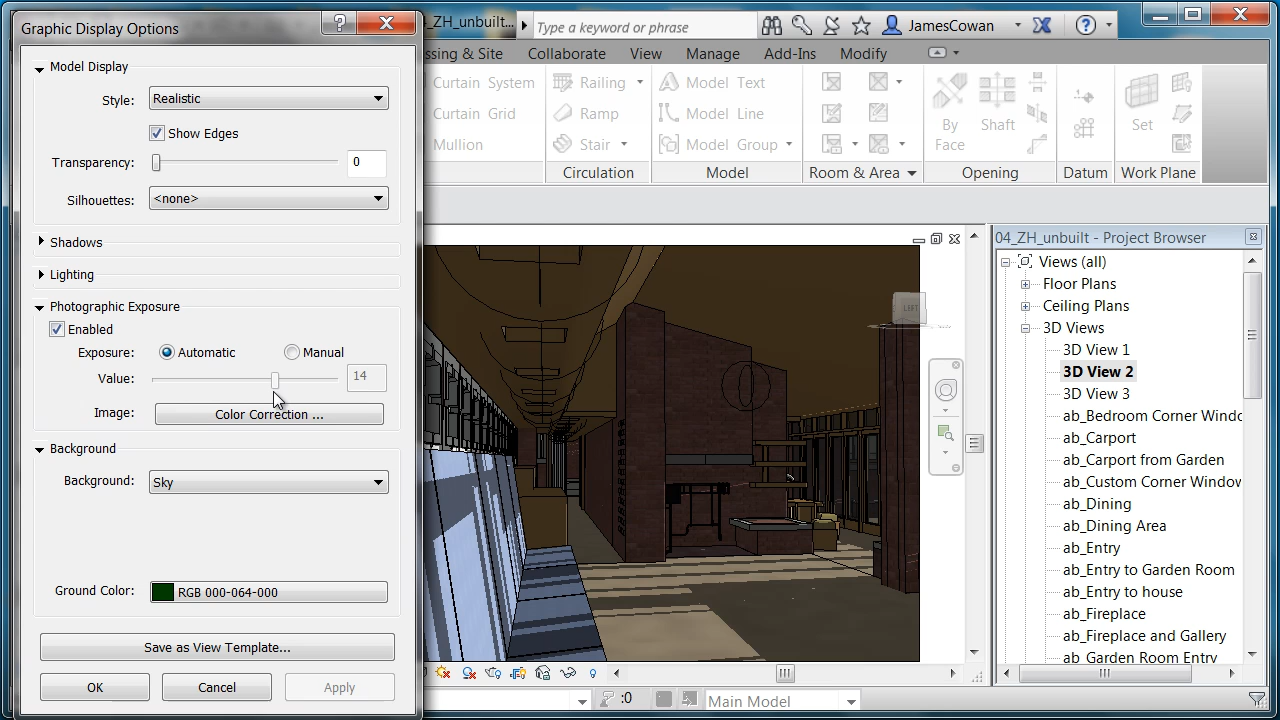 Graphic Display Options
Model Display
Style: Realistic
Show Edges
Transparency: 0
Silhouettes: <none>
Shadows
Lighting
Photographic Exposure
Enabled
Exposure: Automatic Manual
Value: 14
Image: Color Correction ...
Background
Background: Sky
Ground Color: RGB 000-064-000
Save as View Template...
OK Cancel Apply
_ZH_unbuilt... Type a keyword or phrase JamesCowan
ssing & Site Collaborate View Manage Add-Ins Modify
Curtain System
Curtain Grid
Mullion
Railing
Ramp
Stair
Circulation
Model Text
Model Line
Model Group
Model
Room & Area
By Face
Shaft
Opening
Datum
Set
Work Plane
LEFT
04_ZH_unbuilt - Project Browser
Views (all)
Floor Plans
Ceiling Plans
3D Views
3D View 1
3D View 2
3D View 3
ab_Bedroom Corner Windo
ab_Carport
ab_Carport from Garden
ab_Custom Corner Window
ab_Dining
ab_Dining Area
ab_Entry
ab_Entry to Garden Room
ab_Entry to house
ab_Fireplace
ab_Fireplace and Gallery
ab_Garden Room Entry
:0 Main Model